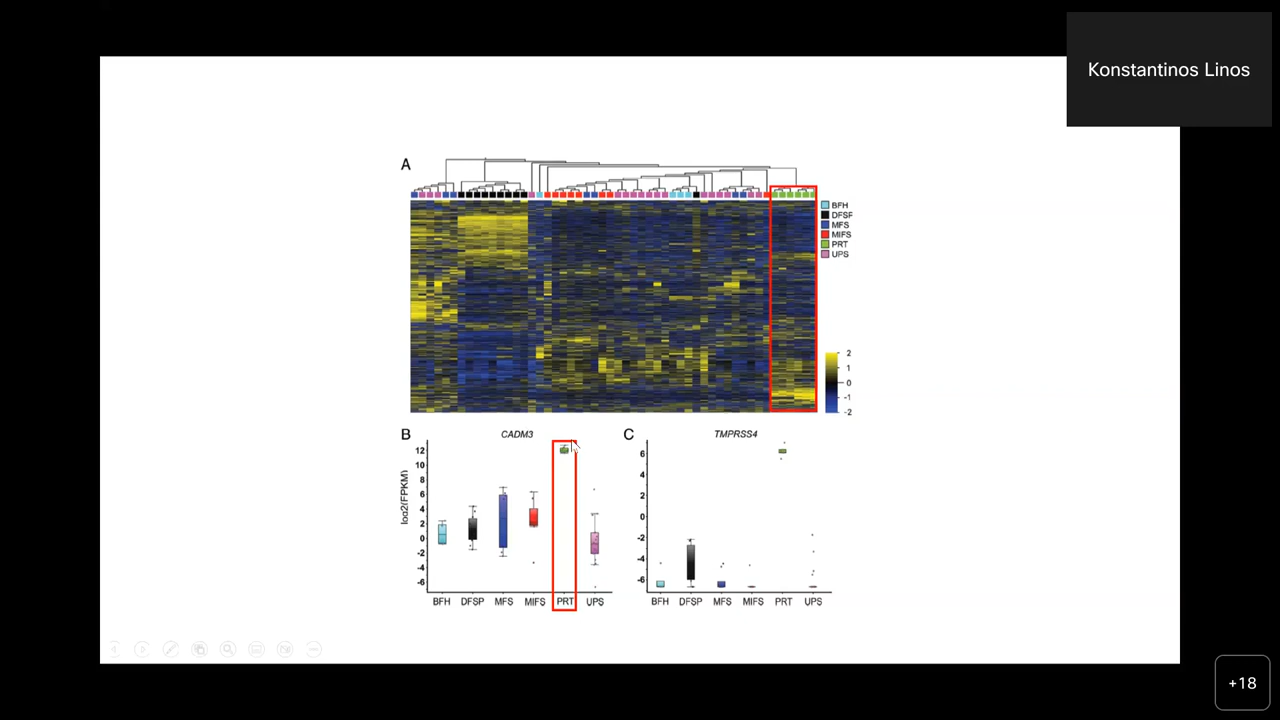 Konstantinos Linos
A
BFH
DFSP
MFS
MIFS
PRT
UPS
2
1
0
-1
-2
B
CADM3
C
TMPRSS4
12
10
8
6
4
2
0
-2
-4
-6
log2(FPKM)
6
4
2
0
-2
-4
-6
BFH DFSP MFS MIFS PRT UPS
BFH DFSP MFS MIFS PRT UPS
+18